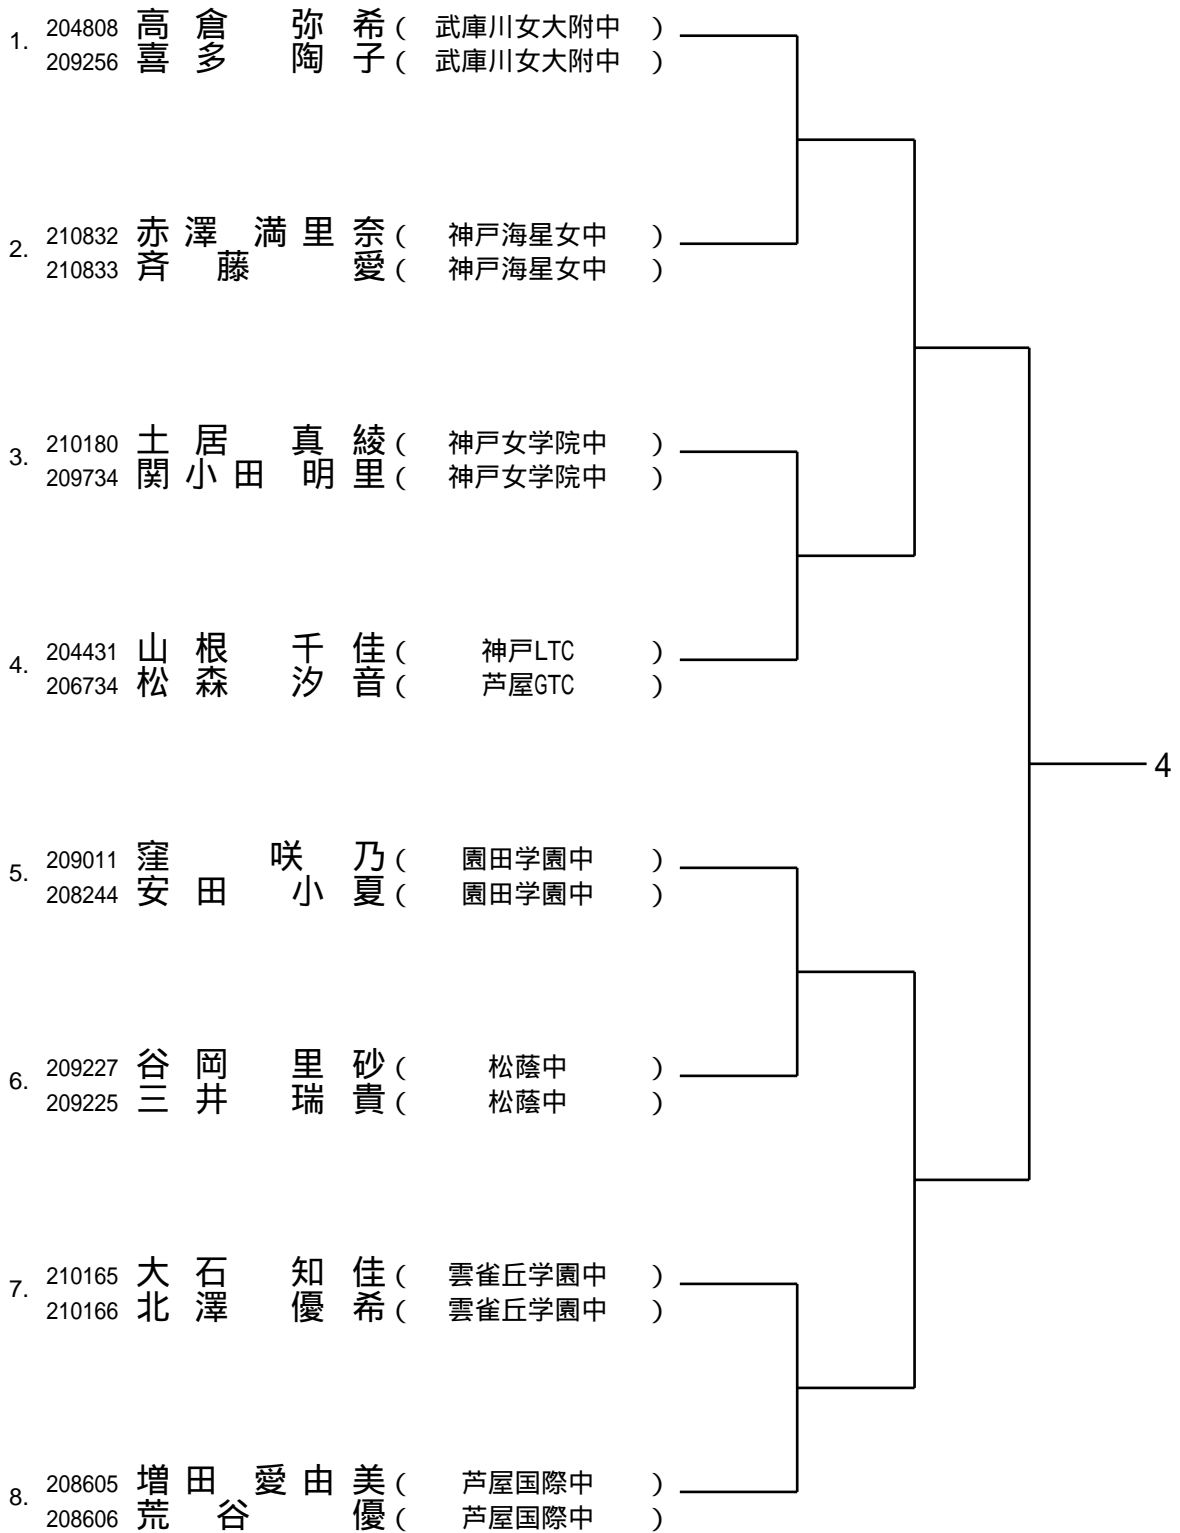 1. 204808 高倉 弥希 ( 武庫川女大附中 )
209256 喜多 陶子 ( 武庫川女大附中 )
2. 210832 赤澤 満里奈 ( 神戸海星女中 )
210833 斉藤 愛 ( 神戸海星女中 )
3. 210180 土居 真綾 ( 神戸女学院中 )
209734 関小田 明里 ( 神戸女学院中 )
4. 204431 山根 千佳 ( 神戸LTC )
206734 松森 汐音 ( 芦屋GTC )
4
5. 209011 窪 咲乃 ( 園田学園中 )
208244 安田 小夏 ( 園田学園中 )
6. 209227 谷岡 里砂 ( 松蔭中 )
209225 三井 瑞貴 ( 松蔭中 )
7. 210165 大石 知佳 ( 雲雀丘学園中 )
210166 北澤 優希 ( 雲雀丘学園中 )
8. 208605 増田 愛由美 ( 芦屋国際中 )
208606 荒谷 優 ( 芦屋国際中 )